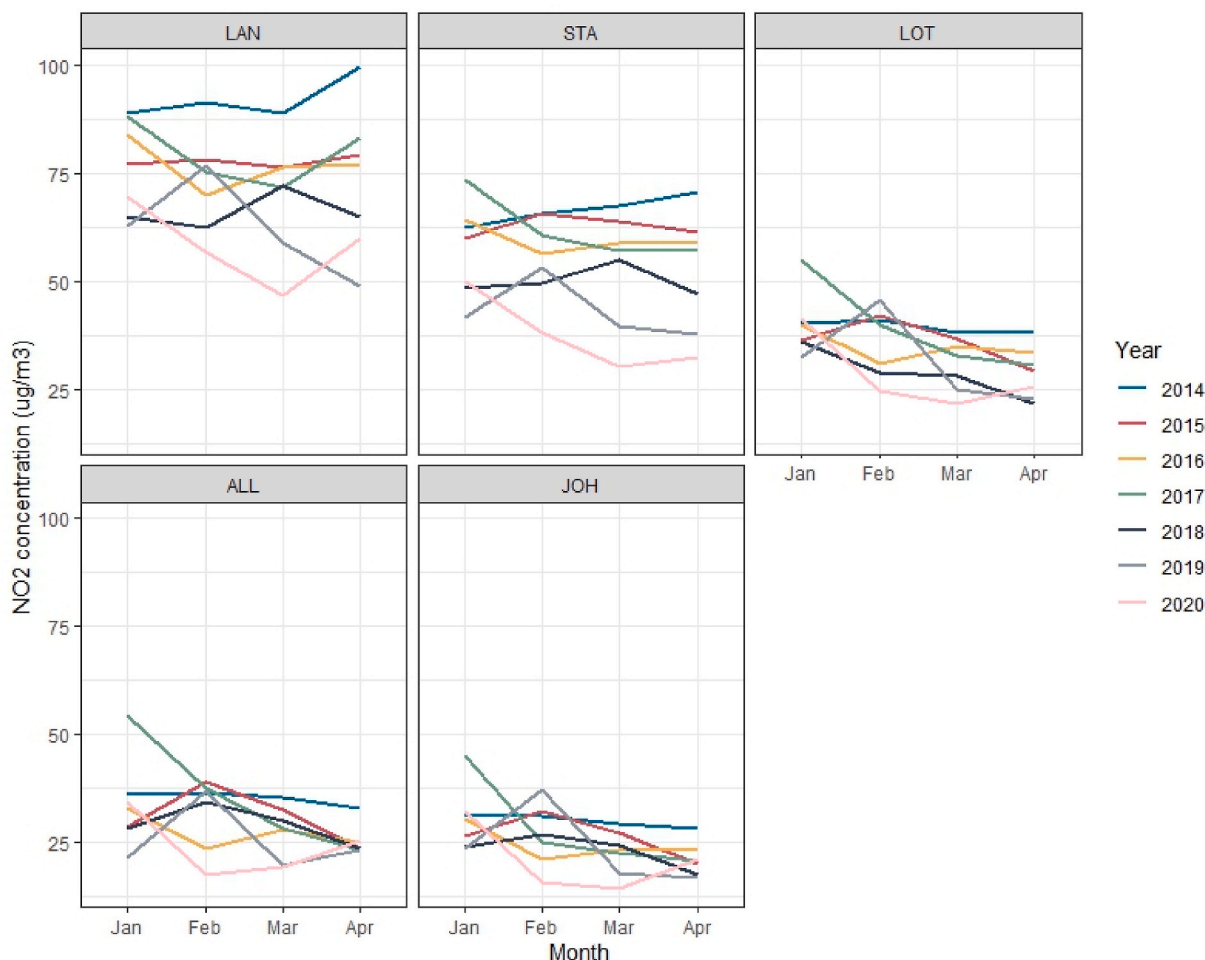 LAN STA LOT
100
75
50
25
Jan Feb Mar Apr
ALL JOH
100
75
50
25
Jan Feb Mar Apr Jan Feb Mar Apr
Month
NO2 concentration (ug/m3)
Year
2014
2015
2016
2017
2018
2019
2020